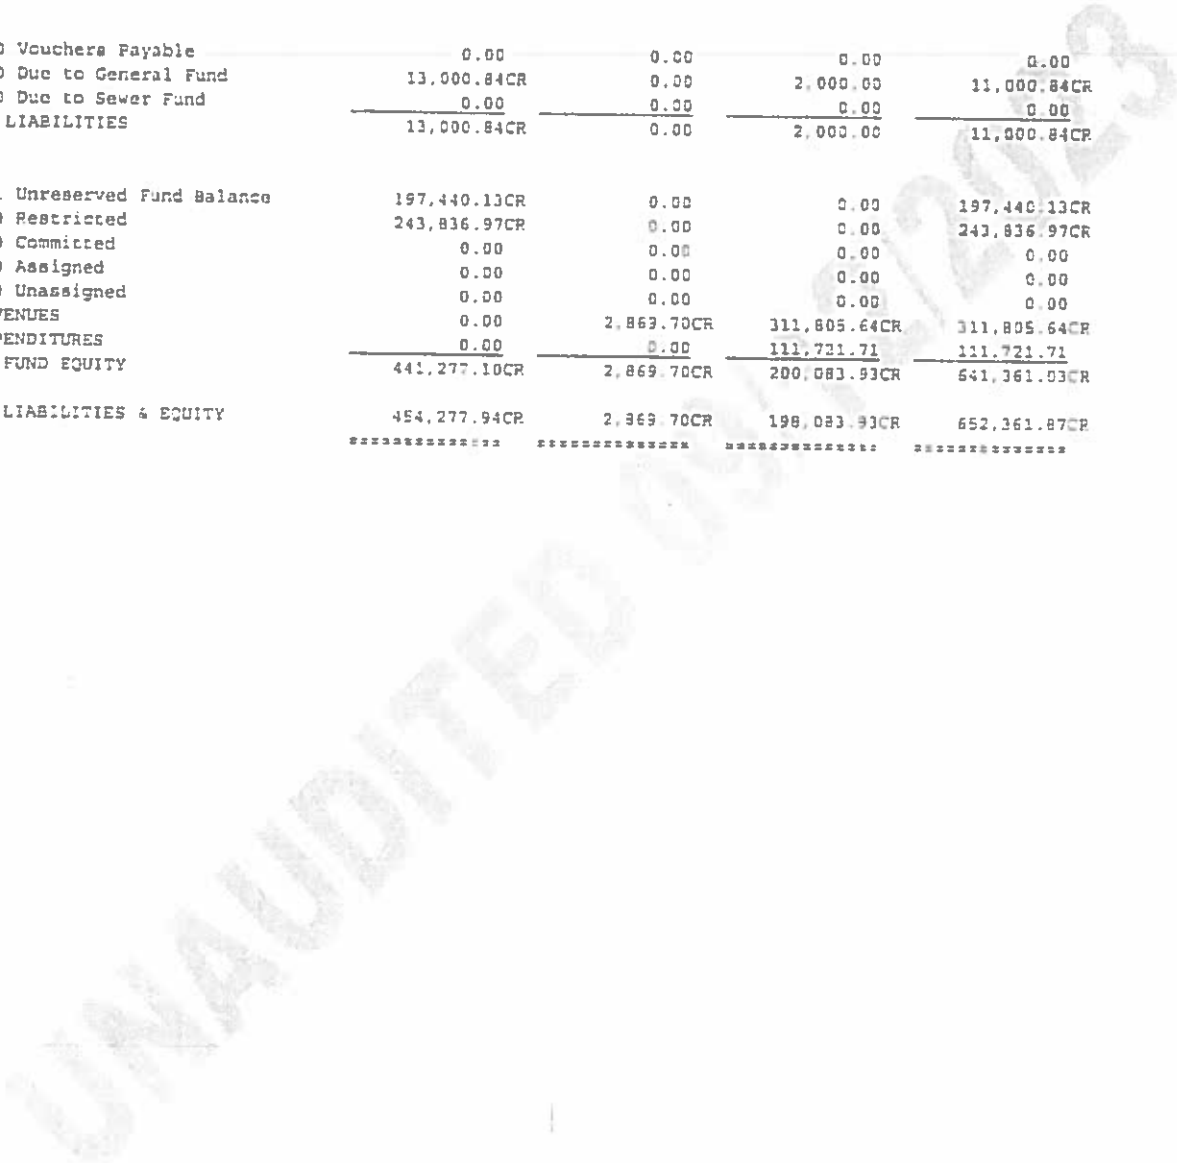 0 Vouchers Payable 0.00 0.00 0.00 0.00
0 Due to General Fund 13,000.84CR 0.00 2,000.00 11,000.84CR
0 Due to Sewer Fund 0.00 0.00 0.00 0.00
LIABILITIES 13,000.84CR 0.00 2,000.00 11,000.84CR
Unreserved Fund Balance 197,440.13CR 0.00 0.00 197,440.13CR
Restricted 243,836.97CR 0.00 0.00 243,836.97CR
Committed 0.00 0.00 0.00 0.00
Assigned 0.00 0.00 0.00 0.00
Unassigned 0.00 0.00 0.00 0.00
VENUES 0.00 2,869.70CR 311,805.64CR 311,805.64CR
PENDITURES 0.00 0.00 111,721.71 111,721.71
FUND EQUITY 441,277.10CR 2,869.70CR 200,083.93CR 641,361.03CR
LIABILITIES & EQUITY 454,277.94CR 2,869.70CR 198,083.93CR 652,361.87CR
============== ============== ============== ==============
UNAUDITED